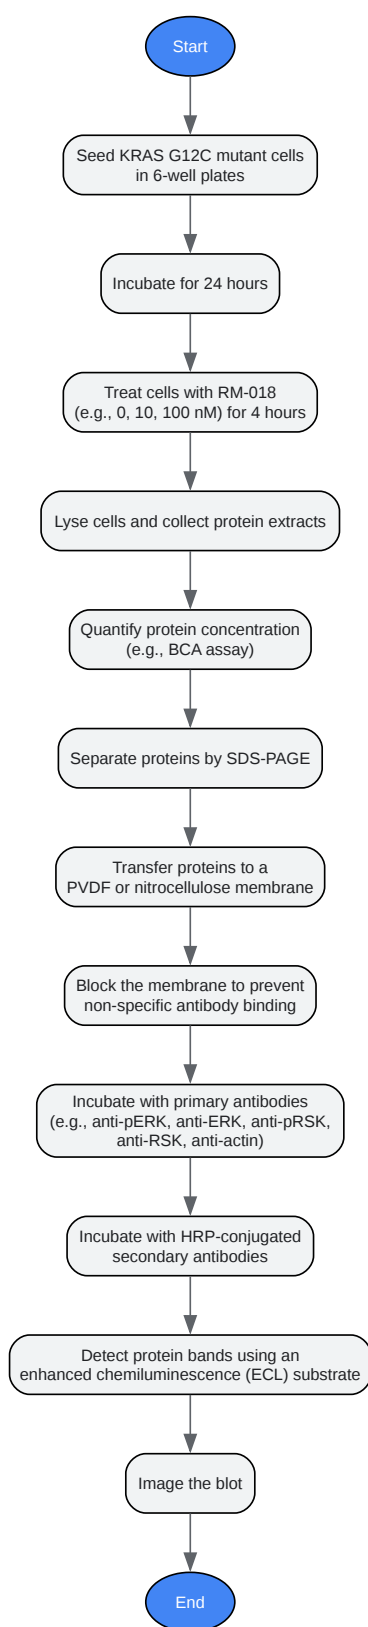 Start
Seed KRAS G12C mutant cells
in 6-well plates
Incubate for 24 hours
Treat cells with RM-018
(e.g., 0, 10, 100 nM) for 4 hours
Lyse cells and collect protein extracts
Quantify protein concentration
(e.g., BCA assay)
Separate proteins by SDS-PAGE
Transfer proteins to a
PVDF or nitrocellulose membrane
Block the membrane to prevent
non-specific antibody binding
Incubate with primary antibodies
(e.g., anti-pERK, anti-ERK, anti-pRSK,
anti-RSK, anti-actin)
Incubate with HRP-conjugated
secondary antibodies
Detect protein bands using an
enhanced chemiluminescence (ECL) substrate
Image the blot
End